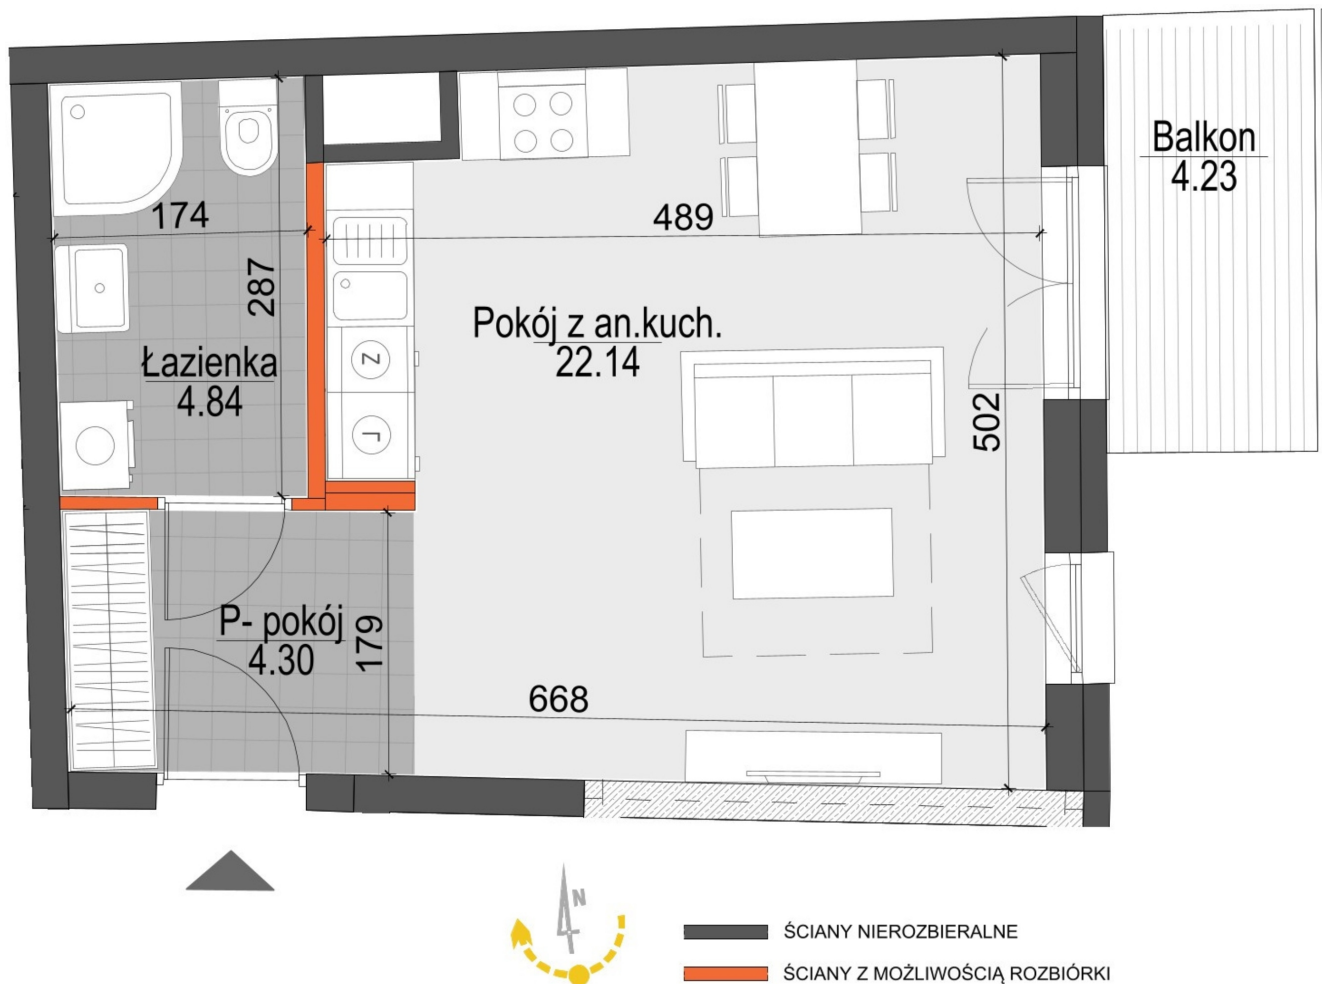 Balkon
4.23
174
489
287
Pokój z an.kuch.
22.14
Łazienka
4.84
Z
502
L
P- pokój
4.30
179
668
N
ŚCIANY NIEROZBIERALNE
ŚCIANY Z MOŻLIWOŚCIĄ ROZBIÓRKI